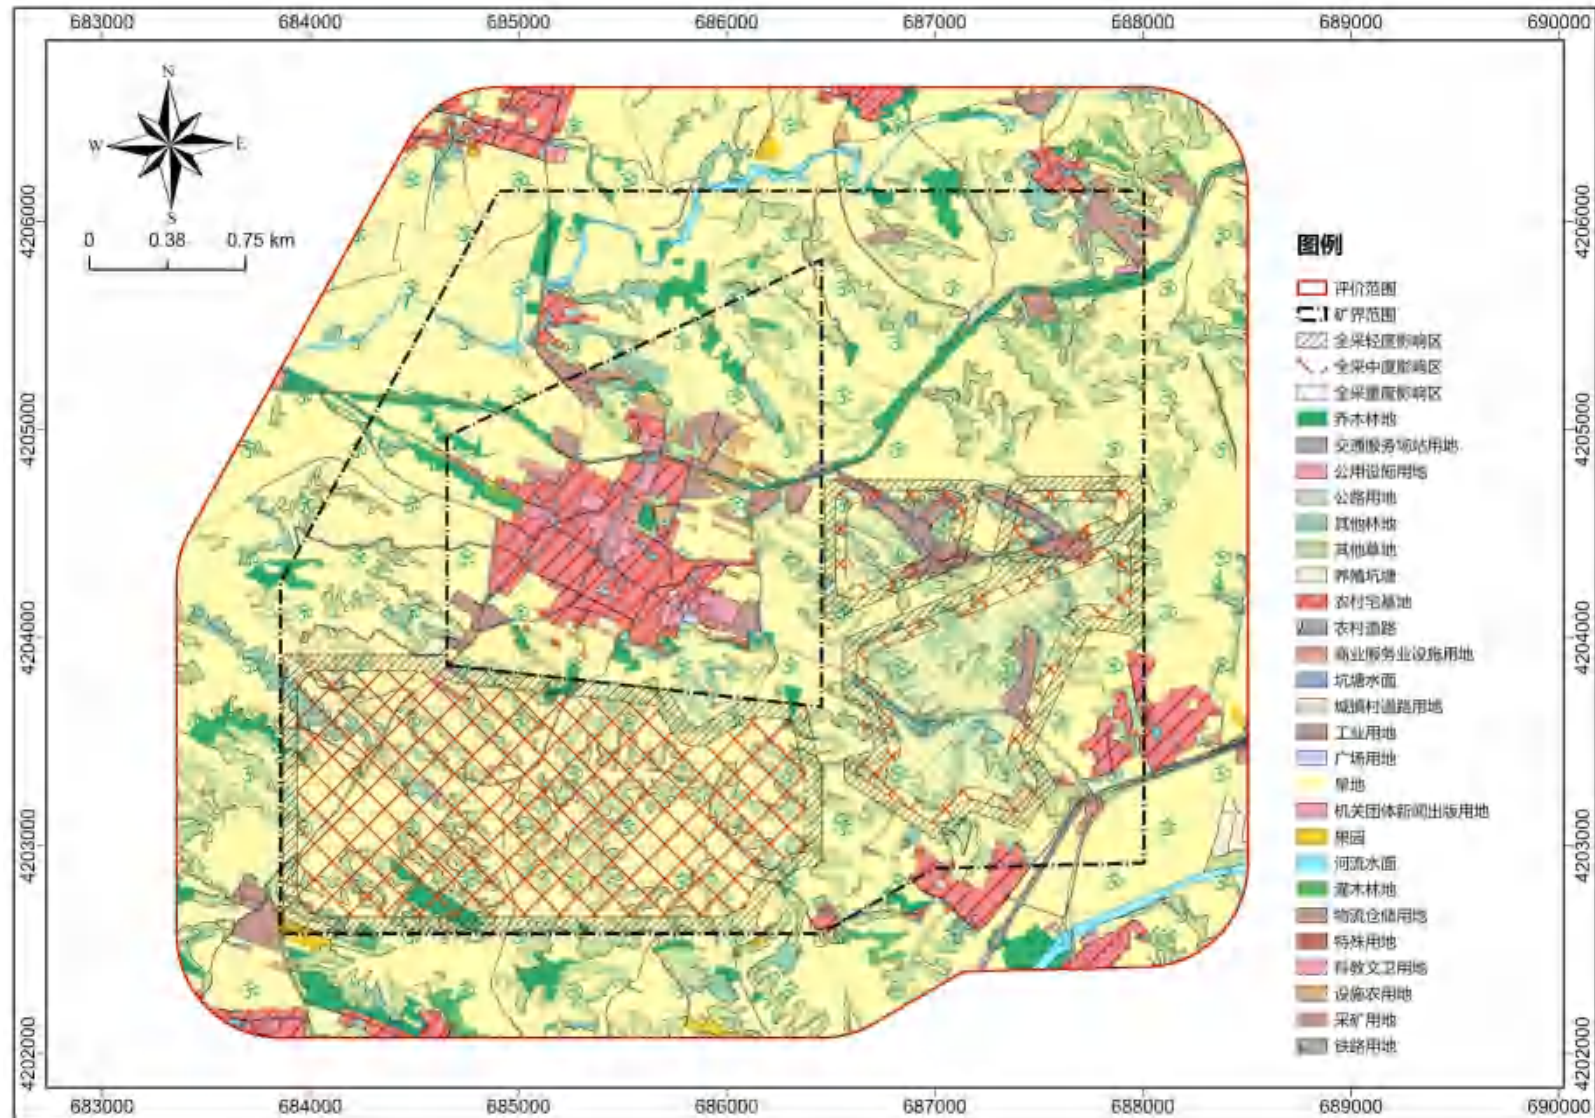 683000 684000 685000 686000 687000 688000 689000 690000
N
W E
S
0 0.38 0.75 km
4206000
4205000
4204000
4203000
4202000
4206000
4205000
4204000
4203000
4202000
图例
评价范围
矿界范围
全采轻度影响区
全采中度影响区
全采重度影响区
乔木林地
交通服务场站用地
公用设施用地
公路用地
其他林地
其他草地
养殖坑塘
农村宅基地
农村道路
商业服务业设施用地
坑塘水面
城镇村道路用地
工业用地
广场用地
旱地
机关团体新闻出版用地
果园
河流水面
灌木林地
物流仓储用地
特殊用地
科教文卫用地
设施农用地
采矿用地
铁路用地
683000 684000 685000 686000 687000 688000 689000 690000